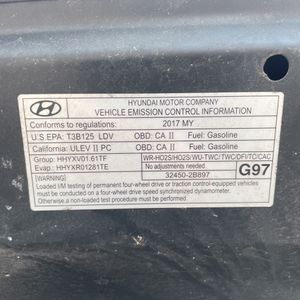 HYUNDAI MOTOR COMPANY
VEHICLE EMISSION CONTROL INFORMATION
Conforms to regulations: 2017 MY
U.S EPA: T3B125 LDV OBD: CA II Fuel: Gasoline
California: ULEV II PC OBD: CA II Fuel: Gasoline
Group: HHYXV01.61TF WR-HO2S/HO2S/WU-TWC/TWC/DFI/TC/CAC
Evap: HHYXR01281TE 32450-2B897 G97
⚠WARNING
Loaded I/M testing of permanent four-wheel drive or traction control-equipped vehicles
must be conducted on a four-wheel drive speed synchronized dynamometer.
Otherwise a non-loaded test procedure must be performed.